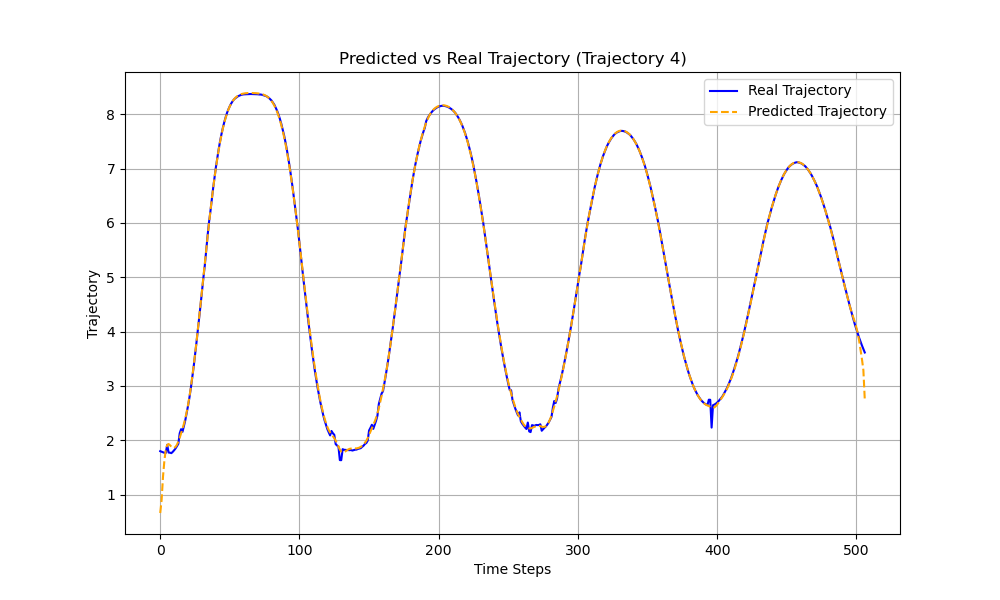 Predicted vs Real Trajectory (Trajectory 4)
Real Trajectory
Predicted Trajectory
8
7
6
5
4
3
2
1
Trajectory
0 100 200 300 400 500
Time Steps